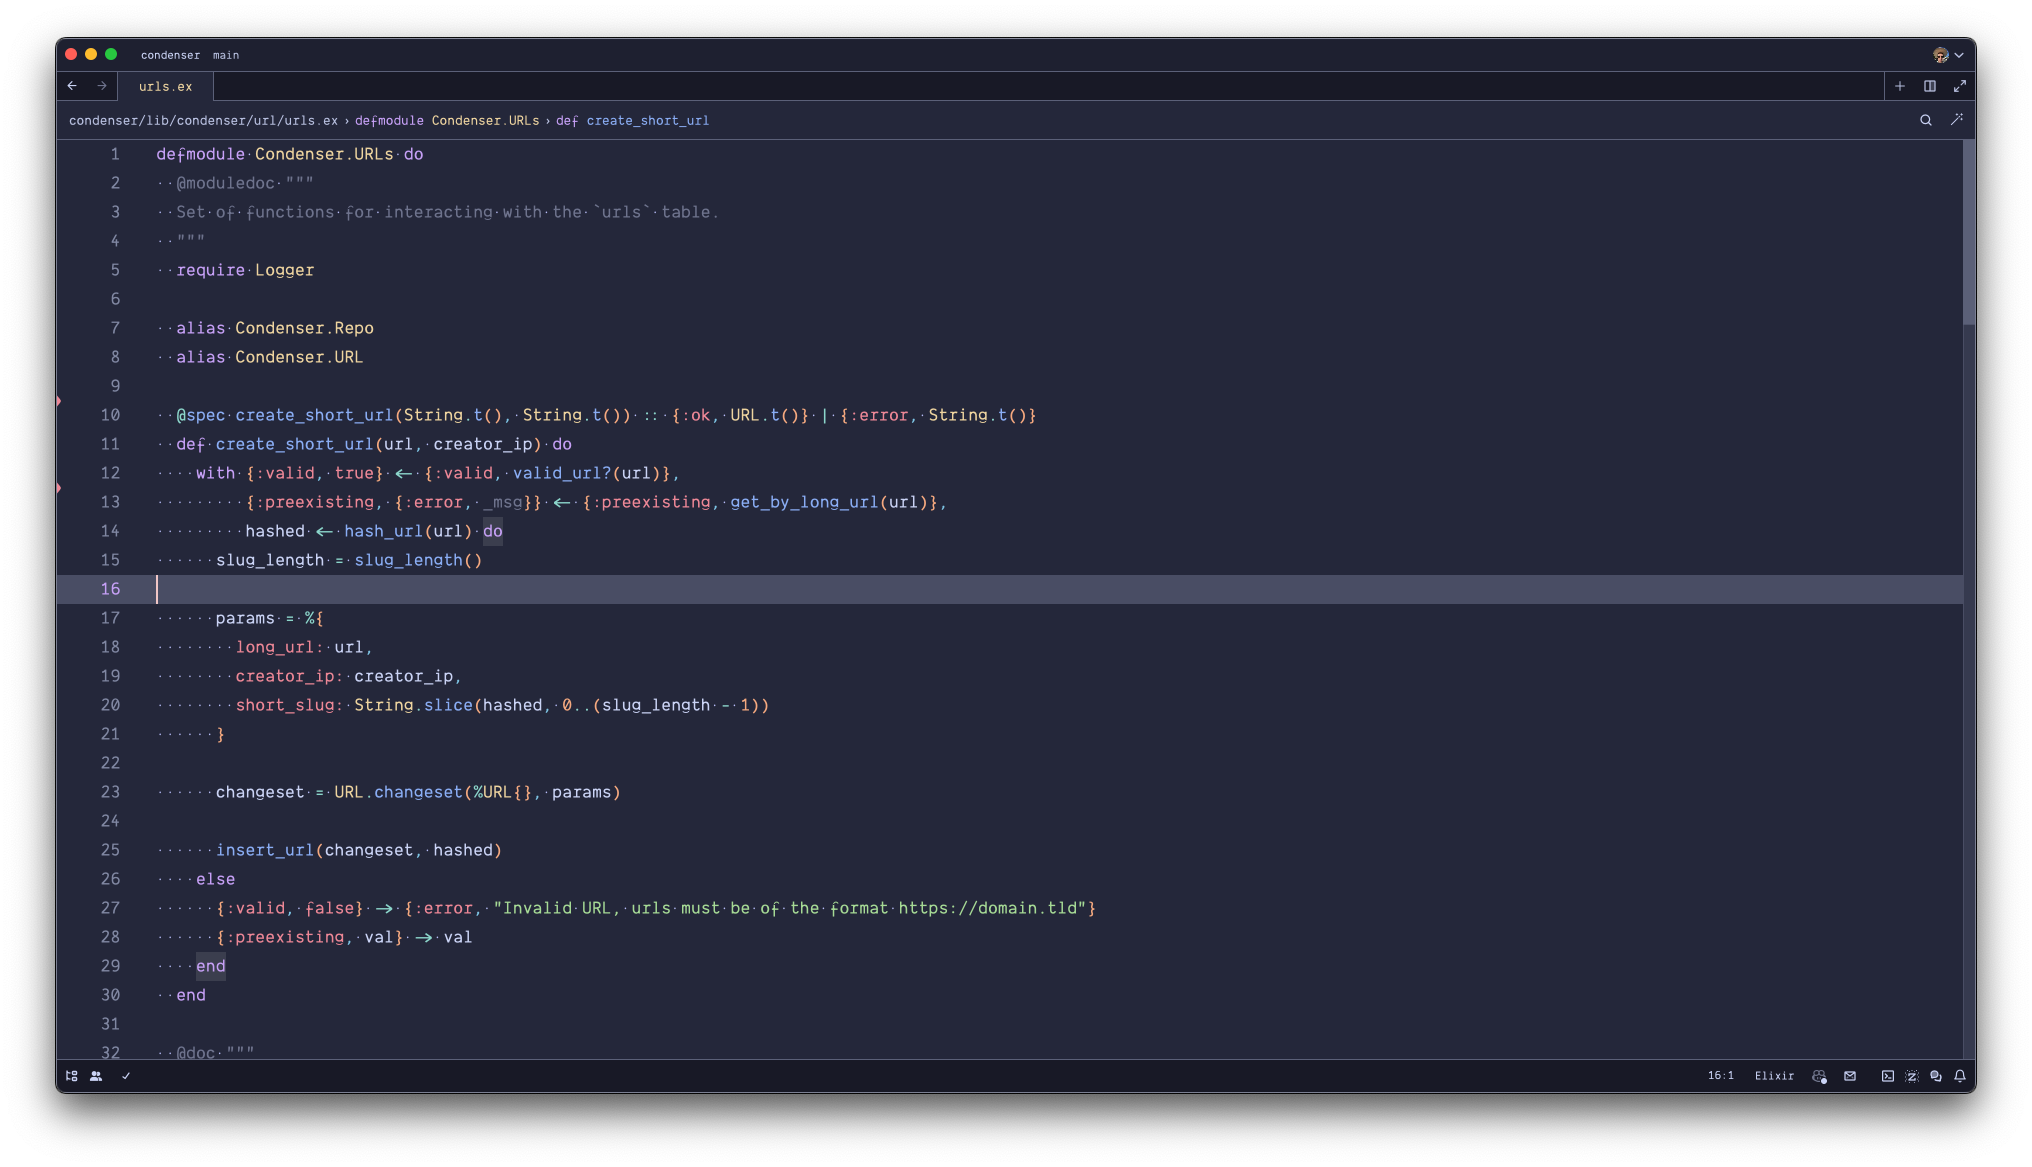 condenser main
urls.ex
condenser/lib/condenser/url/urls.ex › defmodule Condenser.URLs › def create_short_url
1 defmodule Condenser.URLs do
2   @moduledoc """
3   Set of functions for interacting with the `urls` table.
4   """
5   require Logger
6
7   alias Condenser.Repo
8   alias Condenser.URL
9
10   @spec create_short_url(String.t(), String.t()) :: {:ok, URL.t()} | {:error, String.t()}
11   def create_short_url(url, creator_ip) do
12     with {:valid, true} <- {:valid, valid_url?(url)},
13          {:preexisting, {:error, _msg}} <- {:preexisting, get_by_long_url(url)},
14          hashed <- hash_url(url) do
15       slug_length = slug_length()
16
17       params = %{
18         long_url: url,
19         creator_ip: creator_ip,
20         short_slug: String.slice(hashed, 0..(slug_length - 1))
21       }
22
23       changeset = URL.changeset(%URL{}, params)
24
25       insert_url(changeset, hashed)
26     else
27       {:valid, false} -> {:error, "Invalid URL, urls must be of the format https://domain.tld"}
28       {:preexisting, val} -> val
29     end
30   end
31
32   @doc """
16:1 Elixir